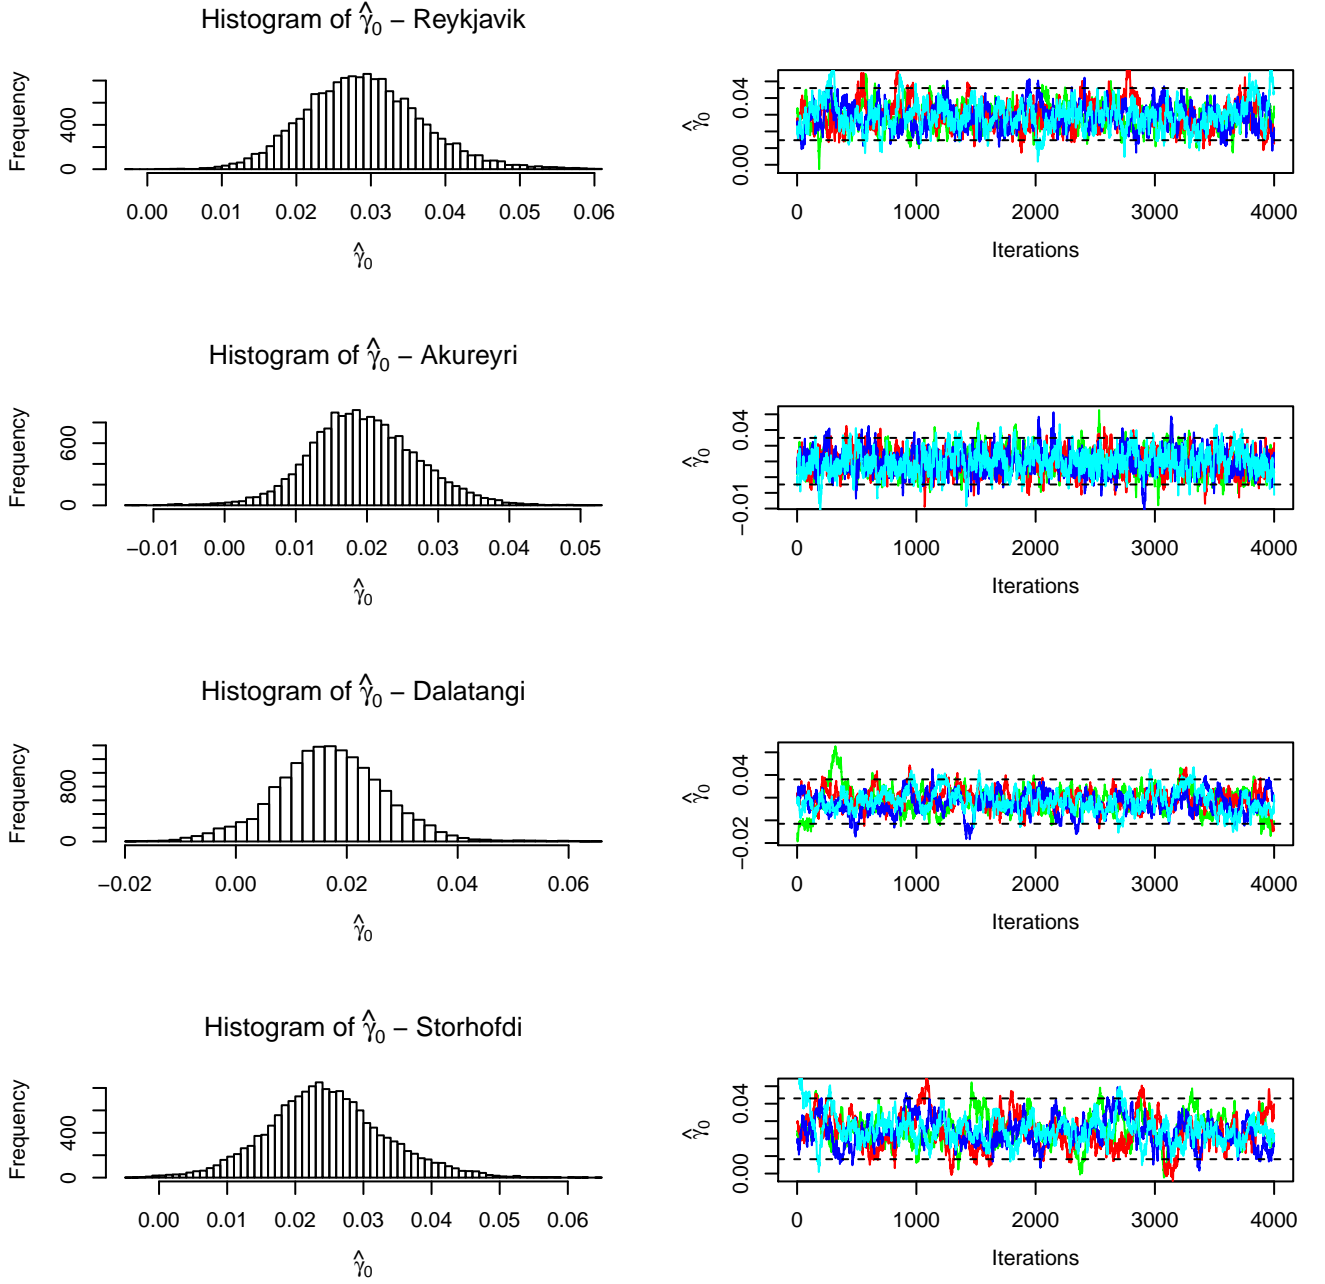 Histogram of γ̂₀ − Reykjavik
Frequency
0 400
0.00 0.01 0.02 0.03 0.04 0.05 0.06
γ̂₀
γ̂₀
0.00 0.04
0 1000 2000 3000 4000
Iterations
Histogram of γ̂₀ − Akureyri
Frequency
0 600
−0.01 0.00 0.01 0.02 0.03 0.04 0.05
γ̂₀
γ̂₀
−0.01 0.04
0 1000 2000 3000 4000
Iterations
Histogram of γ̂₀ − Dalatangi
Frequency
0 800
−0.02 0.00 0.02 0.04 0.06
γ̂₀
γ̂₀
−0.02 0.04
0 1000 2000 3000 4000
Iterations
Histogram of γ̂₀ − Storhofdi
Frequency
0 400
0.00 0.01 0.02 0.03 0.04 0.05 0.06
γ̂₀
γ̂₀
0.00 0.04
0 1000 2000 3000 4000
Iterations